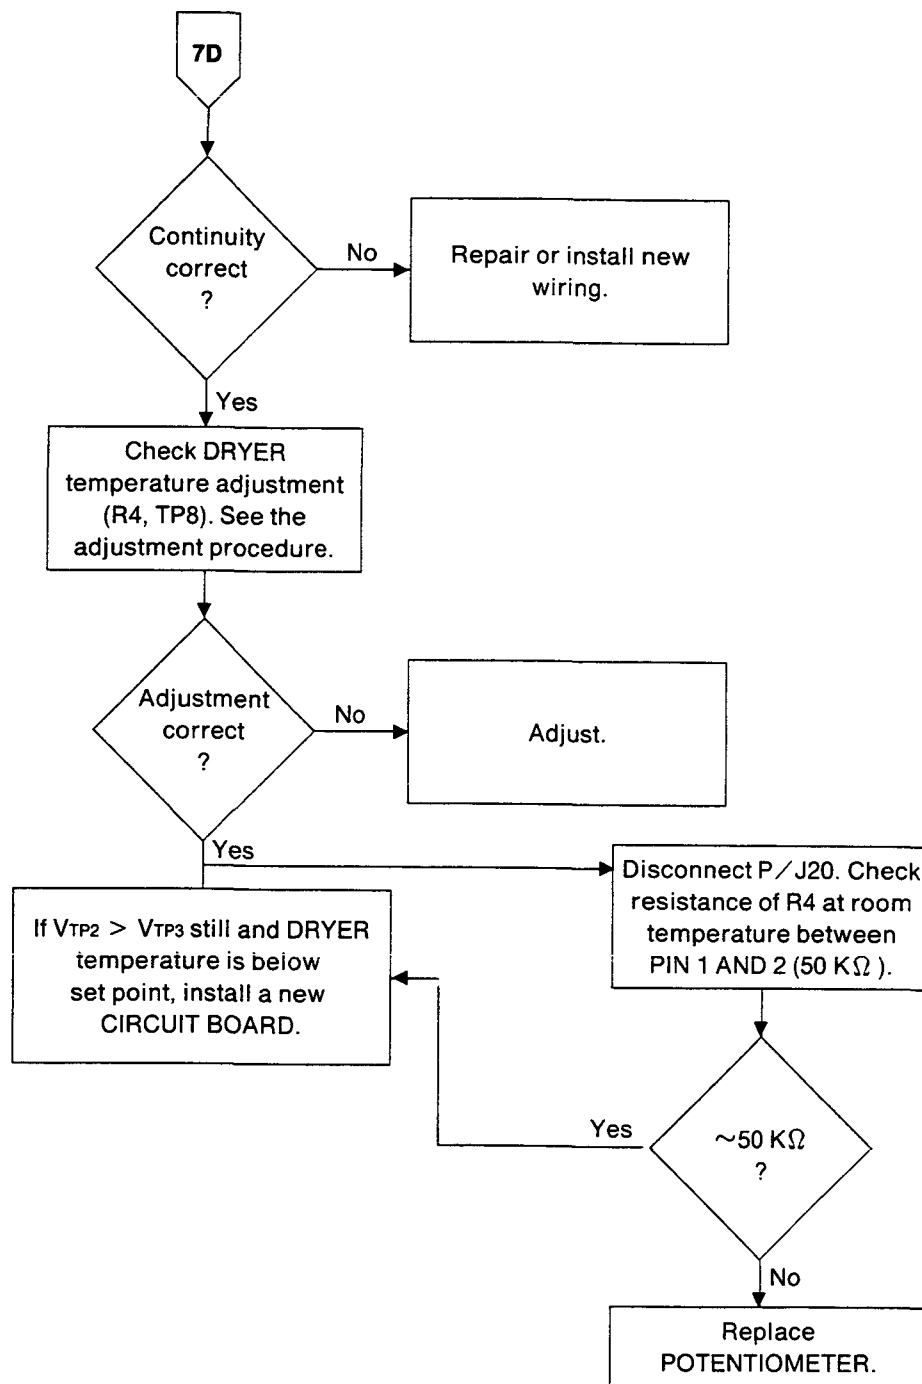 7D
Continuity
correct
?
No
Repair or install new
wiring.
Yes
Check DRYER
temperature adjustment
(R4, TP8). See the
adjustment procedure.
Adjustment
correct
?
No
Adjust.
Yes
Disconnect P/J20. Check
resistance of R4 at room
temperature between
PIN 1 AND 2 (50 KΩ).
If VTP2 > VTP3 still and DRYER
temperature is below
set point, install a new
CIRCUIT BOARD.
Yes
~50 KΩ
?
No
Replace
POTENTIOMETER.